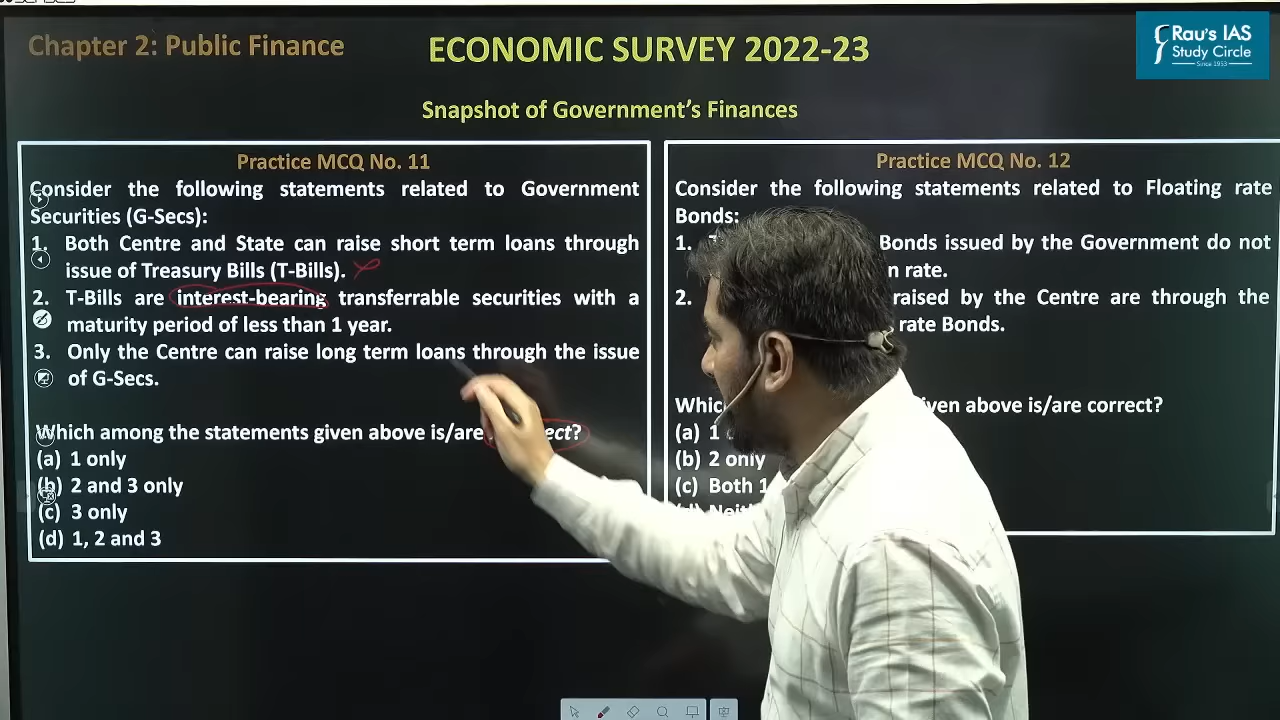 Chapter 2: Public Finance
ECONOMIC SURVEY 2022-23
Rau's IAS
Study Circle
Since 1953
Snapshot of Government's Finances
Practice MCQ No. 11
Consider the following statements related to Government
Securities (G-Secs):
1. Both Centre and State can raise short term loans through
issue of Treasury Bills (T-Bills).
2. T-Bills are interest-bearing transferrable securities with a
maturity period of less than 1 year.
3. Only the Centre can raise long term loans through the issue
of G-Secs.
Which among the statements given above is/are
(a) 1 only
(b) 2 and 3 only
(c) 3 only
(d) 1, 2 and 3
Practice MCQ No. 12
Consider the following statements related to Floating rate
Bonds:
1. Bonds issued by the Government do not
rate.
2. raised by the Centre are through the
rate Bonds.
given above is/are correct?
(a) 1
(b) 2 only
(c) Both 1